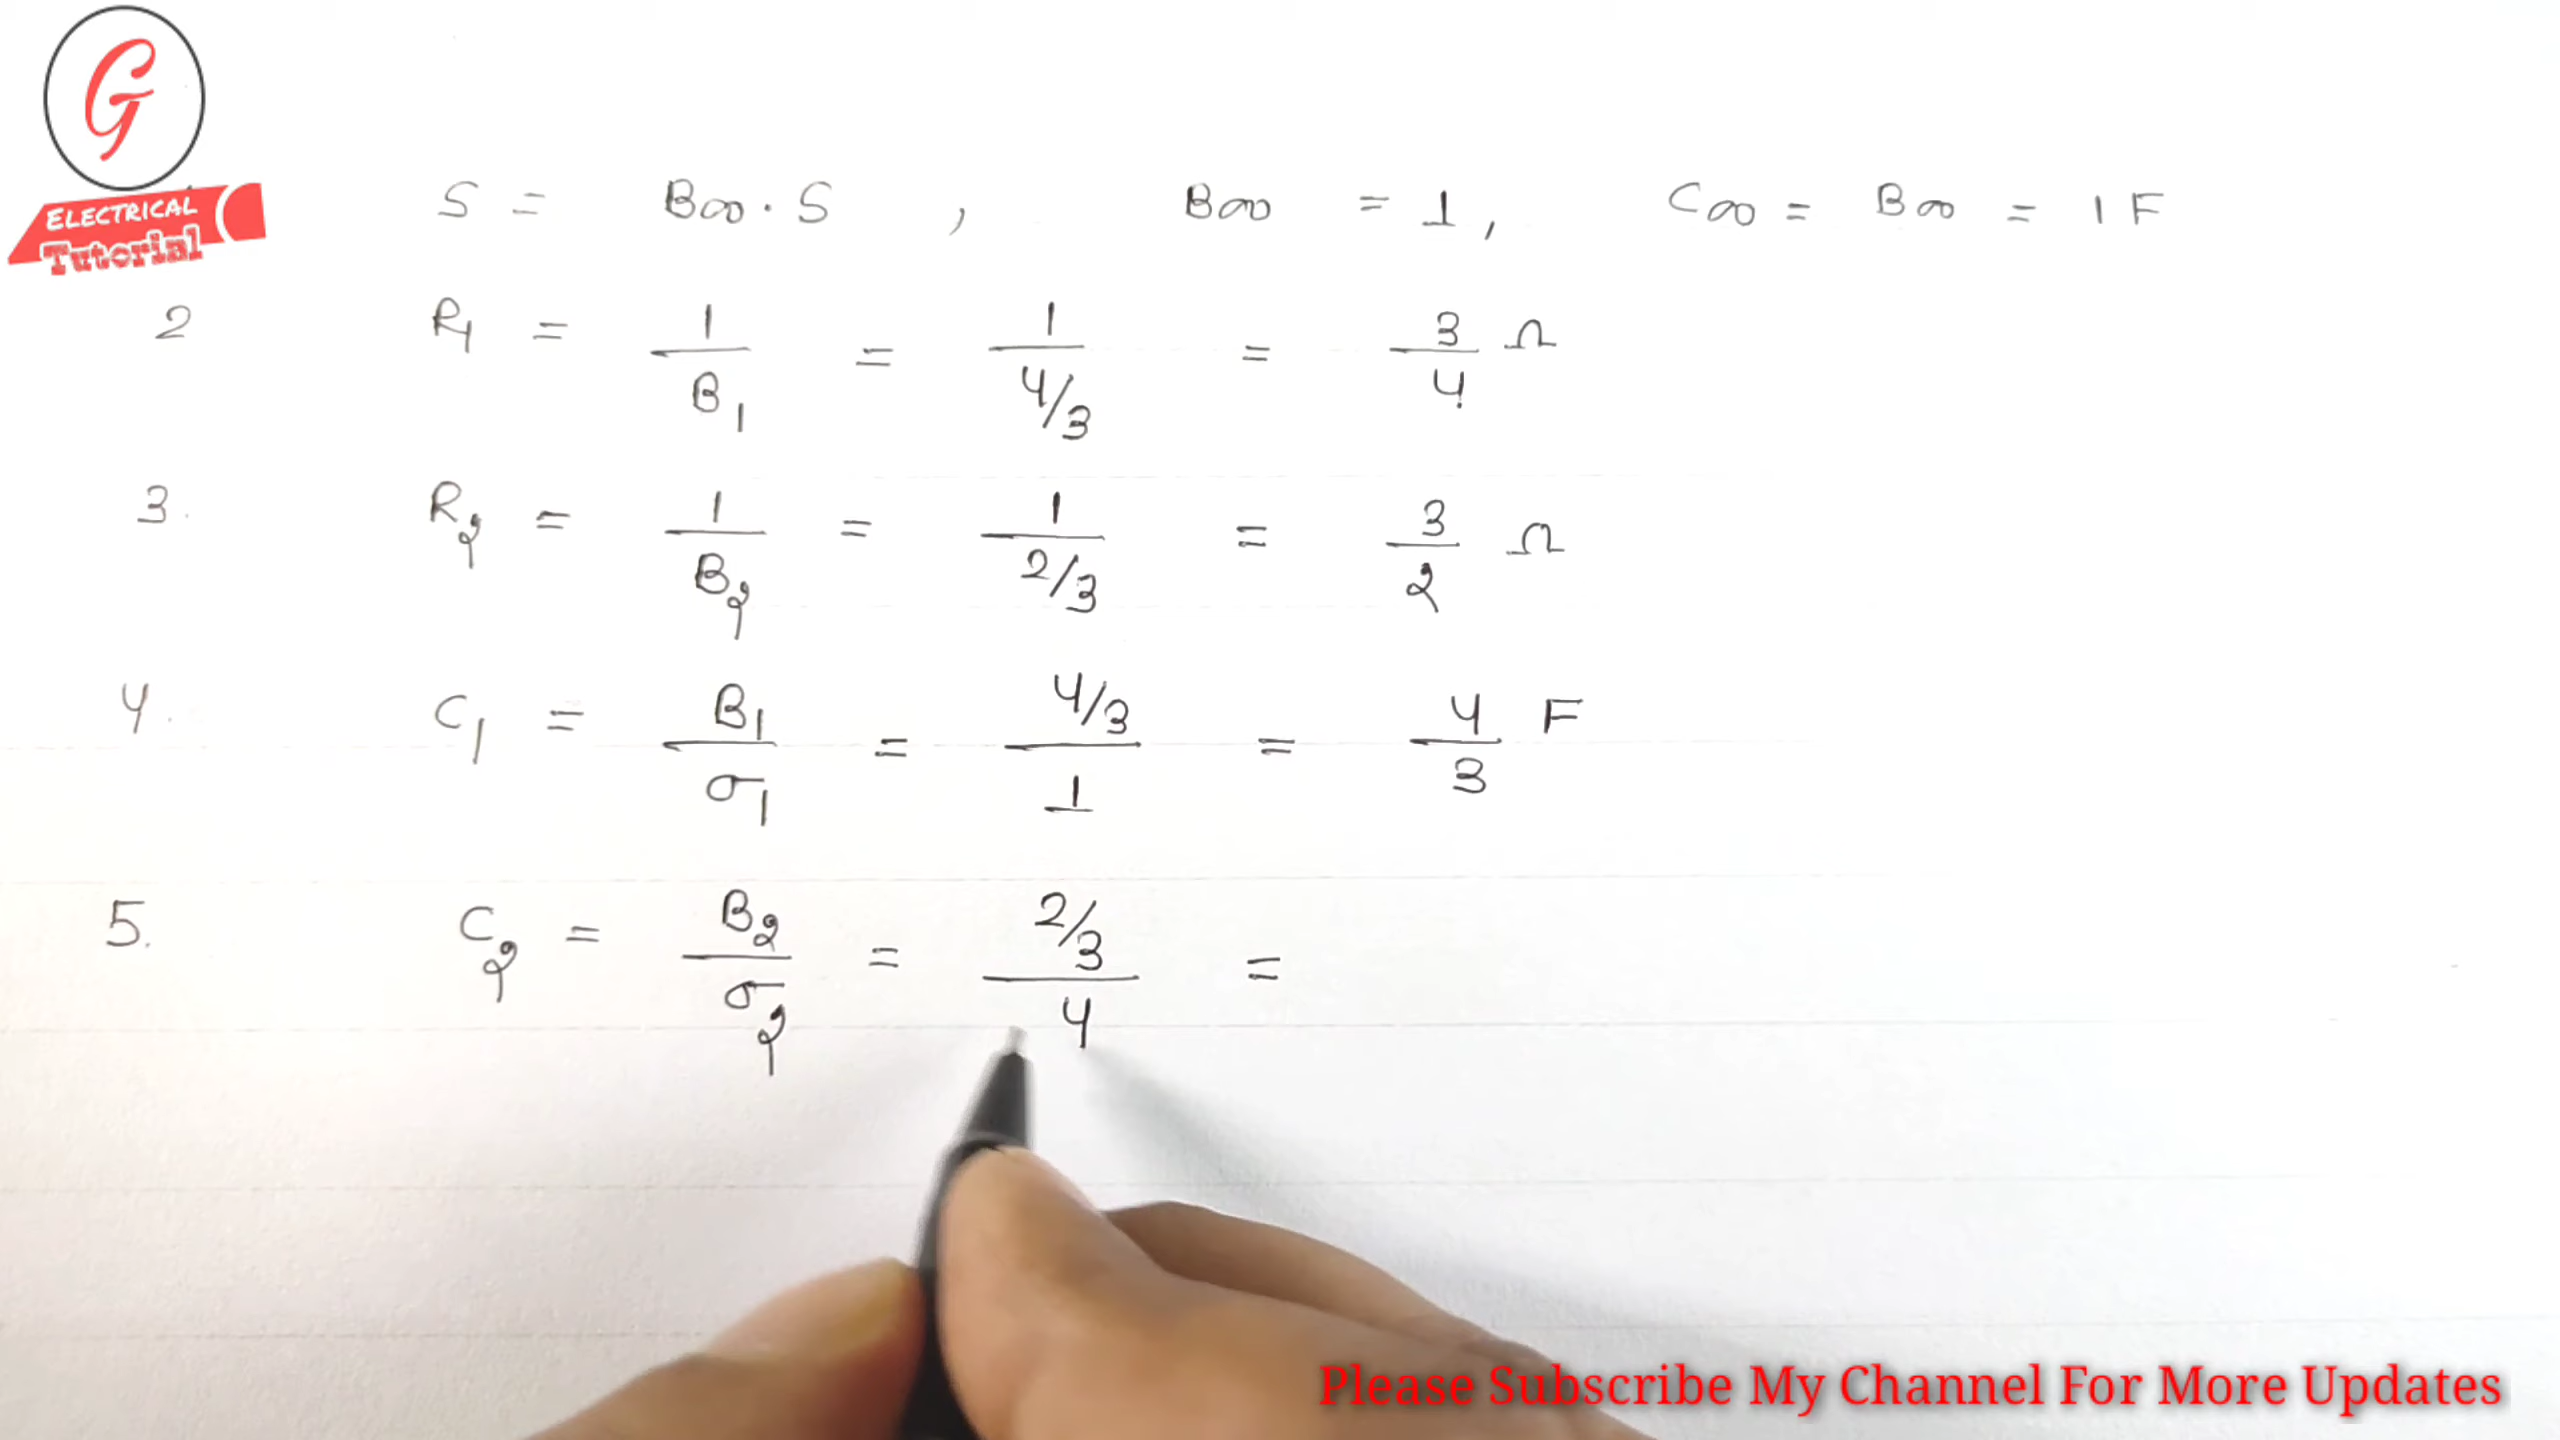 G
ELECTRICAL
Tutorial
S = B∞ · S , B∞ = 1, C∞ = B∞ = 1 F
2 R1 = 1/B1 = 1/(4/3) = 3/4 Ω
3. R2 = 1/B2 = 1/(2/3) = 3/2 Ω
4. C1 = B1/σ1 = (4/3)/1 = 4/3 F
5. C2 = B2/σ2 = (2/3)/4 =
Please Subscribe My Channel For More Updates